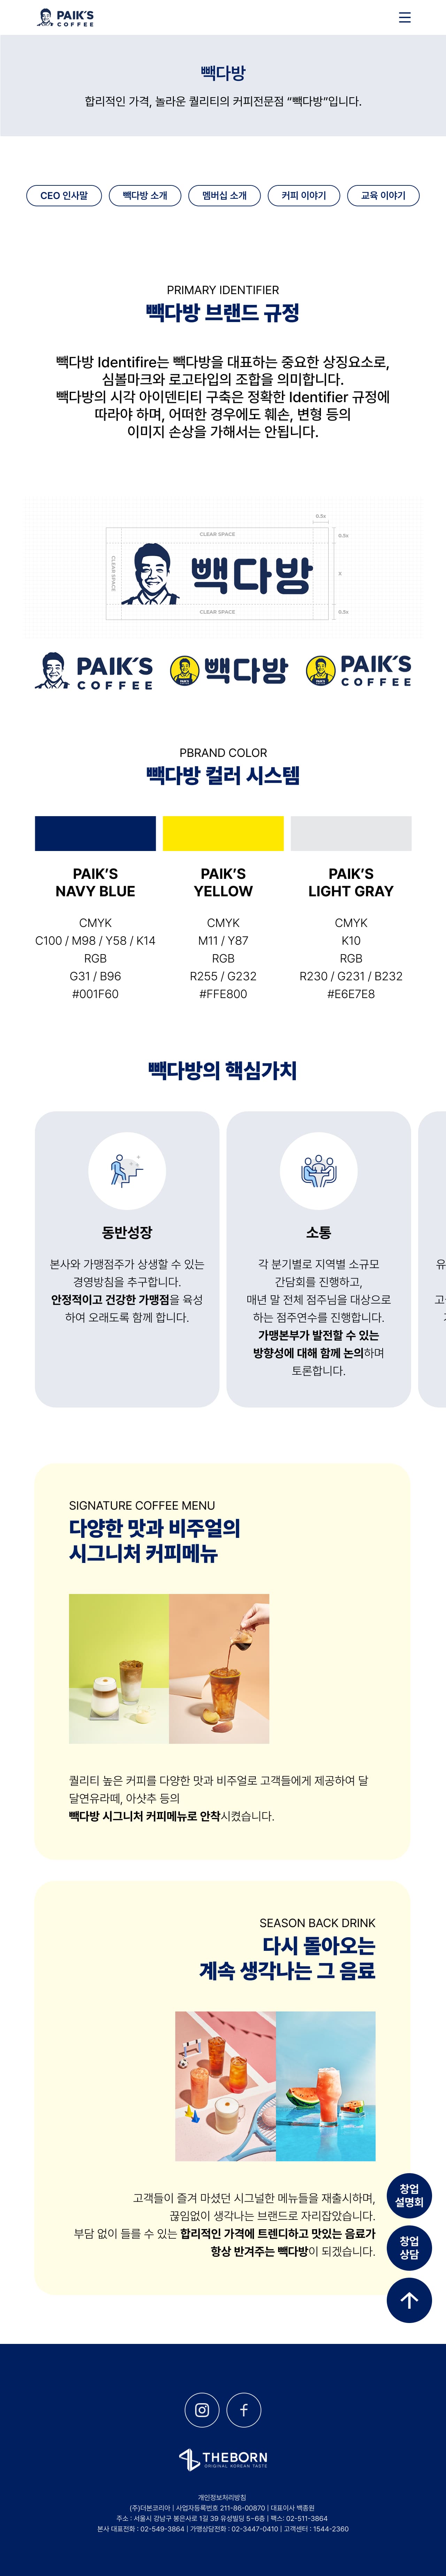 PAIK'S
COFFEE
빽다방
합리적인 가격, 놀라운 퀄리티의 커피전문점 “빽다방”입니다.
CEO 인사말
빽다방 소개
멤버십 소개
커피 이야기
교육 이야기
PRIMARY IDENTIFIER
빽다방 브랜드 규정
빽다방 Identifire는 빽다방을 대표하는 중요한 상징요소로,
심볼마크와 로고타입의 조합을 의미합니다.
빽다방의 시각 아이덴티티 구축은 정확한 Identifier 규정에
따라야 하며, 어떠한 경우에도 훼손, 변형 등의
이미지 손상을 가해서는 안됩니다.
0.5x
CLEAR SPACE
0.5x
CLEAR SPACE
빽다방
X
CLEAR SPACE
0.5x
PAIK'S
COFFEE
빽다방
PAIK'S
COFFEE
PBRAND COLOR
빽다방 컬러 시스템
PAIK'S
NAVY BLUE
CMYK
C100 / M98 / Y58 / K14
RGB
G31 / B96
#001F60
PAIK'S
YELLOW
CMYK
M11 / Y87
RGB
R255 / G232
#FFE800
PAIK'S
LIGHT GRAY
CMYK
K10
RGB
R230 / G231 / B232
#E6E7E8
빽다방의 핵심가치
동반성장
본사와 가맹점주가 상생할 수 있는
경영방침을 추구합니다.
안정적이고 건강한 가맹점을 육성
하여 오래도록 함께 합니다.
소통
각 분기별로 지역별 소규모
간담회를 진행하고,
매년 말 전체 점주님을 대상으로
하는 점주연수를 진행합니다.
가맹본부가 발전할 수 있는
방향성에 대해 함께 논의하며
토론합니다.
유
고
SIGNATURE COFFEE MENU
다양한 맛과 비주얼의
시그니처 커피메뉴
퀄리티 높은 커피를 다양한 맛과 비주얼로 고객들에게 제공하여 달
달연유라떼, 아샷추 등의
빽다방 시그니처 커피메뉴로 안착시켰습니다.
SEASON BACK DRINK
다시 돌아오는
계속 생각나는 그 음료
고객들이 즐겨 마셨던 시그널한 메뉴들을 재출시하며,
끊임없이 생각나는 브랜드로 자리잡았습니다.
부담 없이 들를 수 있는 합리적인 가격에 트렌디하고 맛있는 음료가
항상 반겨주는 빽다방이 되겠습니다.
창업
설명회
창업
상담
THEBORN
ORIGINAL KOREAN TASTE
개인정보처리방침
(주)더본코리아 | 사업자등록번호 211-86-00870 | 대표이사 백종원
주소 : 서울시 강남구 봉은사로 1길 39 유성빌딩 5~6층 | 팩스: 02-511-3864
본사 대표전화 : 02-549-3864 | 가맹상담전화 : 02-3447-0410 | 고객센터 : 1544-2360